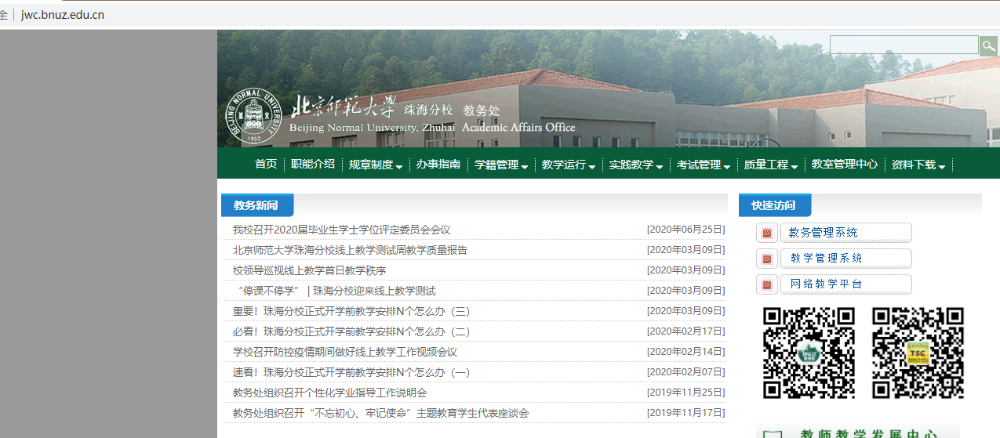 全 | jwc.bnuz.edu.cn
BEIJING NORMAL UNIVERSITY
1902
北京师范大学 珠海分校 教务处
Beijing Normal University, Zhuhai Academic Affairs Office
首页 职能介绍 规章制度 办事指南 学籍管理 教学运行 实践教学 考试管理 质量工程 教室管理中心 资料下载
教务新闻
我校召开2020届毕业生学士学位评定委员会会议 [2020年06月25日]
北京师范大学珠海分校线上教学测试周教学质量报告 [2020年03月09日]
校领导巡视线上教学首日教学秩序 [2020年03月09日]
“停课不停学”｜珠海分校迎来线上教学测试 [2020年03月09日]
重要！珠海分校正式开学前教学安排N个怎么办（三） [2020年03月09日]
必看！珠海分校正式开学前教学安排N个怎么办（二） [2020年02月17日]
学校召开防控疫情期间做好线上教学工作视频会议 [2020年02月14日]
速看！珠海分校正式开学前教学安排N个怎么办（一） [2020年02月07日]
教务处组织召开个性化学业指导工作说明会 [2019年11月25日]
教务处组织召开“不忘初心、牢记使命”主题教育学生代表座谈会 [2019年11月17日]
快速访问
教务管理系统
教学管理系统
网络教学平台
BNUZ
TSC
教师教学发展中心